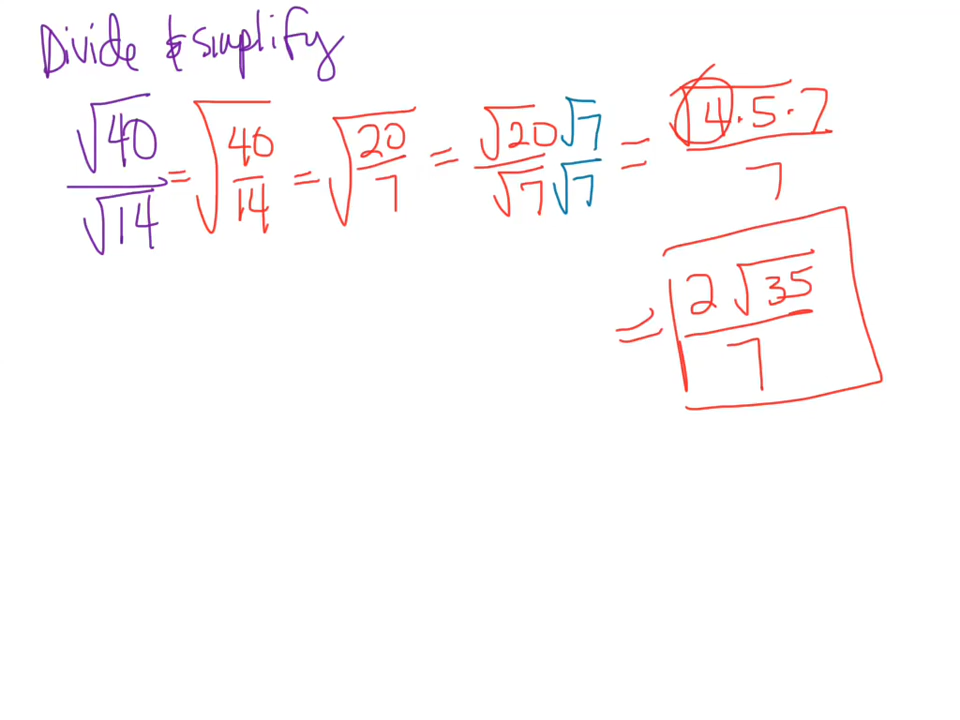 Divide & simplify
√40/√14 = √(40/14) = √(20/7) = √20√7/√7√7 = √(4·5·7)/7
= 2√35/7